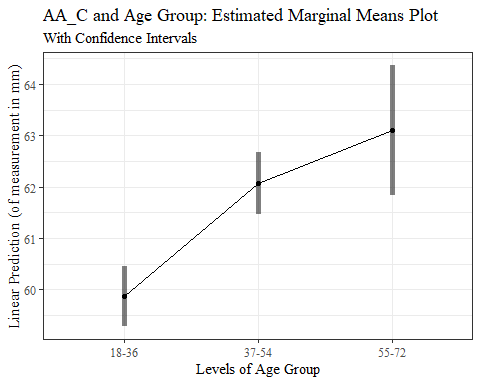 AA_C and Age Group: Estimated Marginal Means Plot
With Confidence Intervals
Linear Prediction (of measurement in mm)
64
63
62
61
60
18-36 37-54 55-72
Levels of Age Group